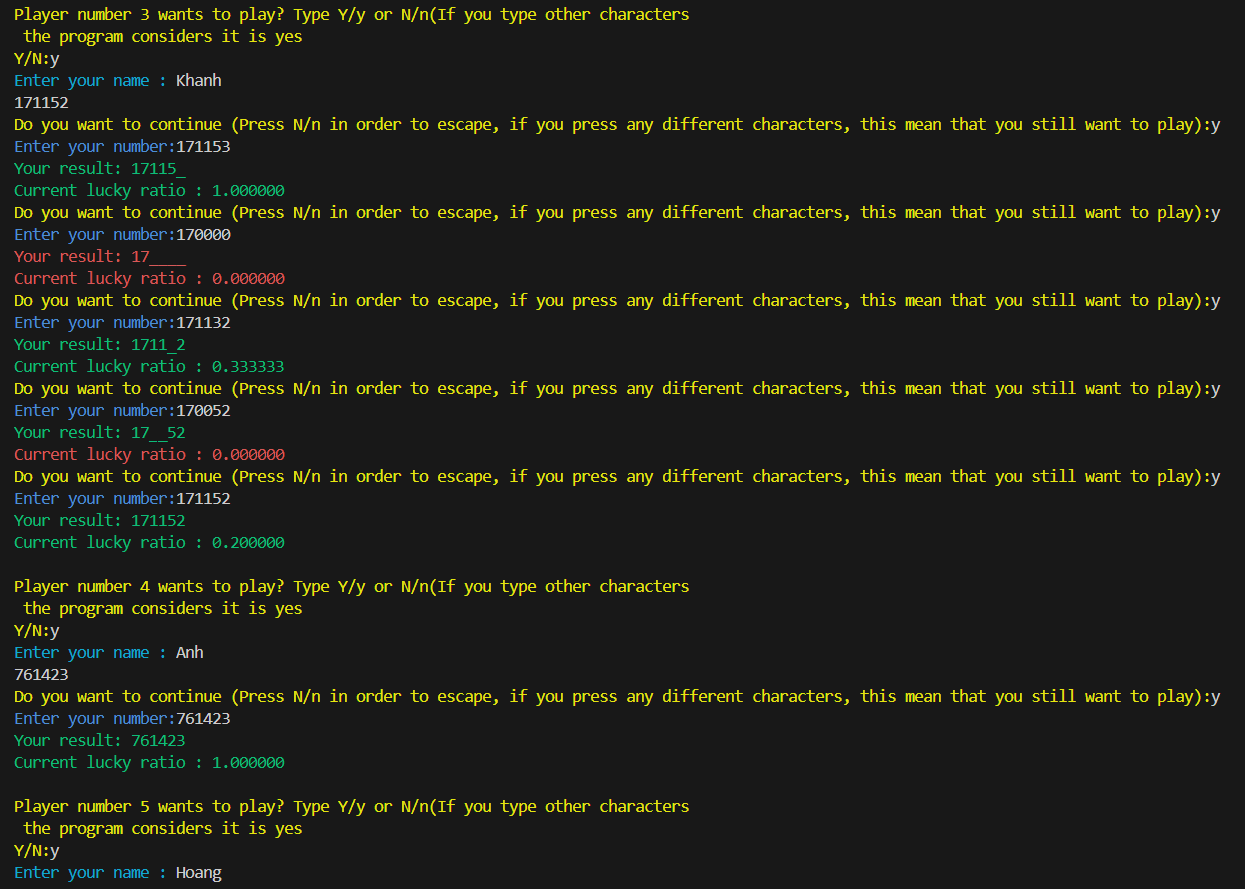 Player number 3 wants to play? Type Y/y or N/n(If you type other characters
 the program considers it is yes
Y/N:y
Enter your name : Khanh
171152
Do you want to continue (Press N/n in order to escape, if you press any different characters, this mean that you still want to play):y
Enter your number:171153
Your result: 17115_
Current lucky ratio : 1.000000
Do you want to continue (Press N/n in order to escape, if you press any different characters, this mean that you still want to play):y
Enter your number:170000
Your result: 17____
Current lucky ratio : 0.000000
Do you want to continue (Press N/n in order to escape, if you press any different characters, this mean that you still want to play):y
Enter your number:171132
Your result: 1711_2
Current lucky ratio : 0.333333
Do you want to continue (Press N/n in order to escape, if you press any different characters, this mean that you still want to play):y
Enter your number:170052
Your result: 17__52
Current lucky ratio : 0.000000
Do you want to continue (Press N/n in order to escape, if you press any different characters, this mean that you still want to play):y
Enter your number:171152
Your result: 171152
Current lucky ratio : 0.200000

Player number 4 wants to play? Type Y/y or N/n(If you type other characters
 the program considers it is yes
Y/N:y
Enter your name : Anh
761423
Do you want to continue (Press N/n in order to escape, if you press any different characters, this mean that you still want to play):y
Enter your number:761423
Your result: 761423
Current lucky ratio : 1.000000

Player number 5 wants to play? Type Y/y or N/n(If you type other characters
 the program considers it is yes
Y/N:y
Enter your name : Hoang